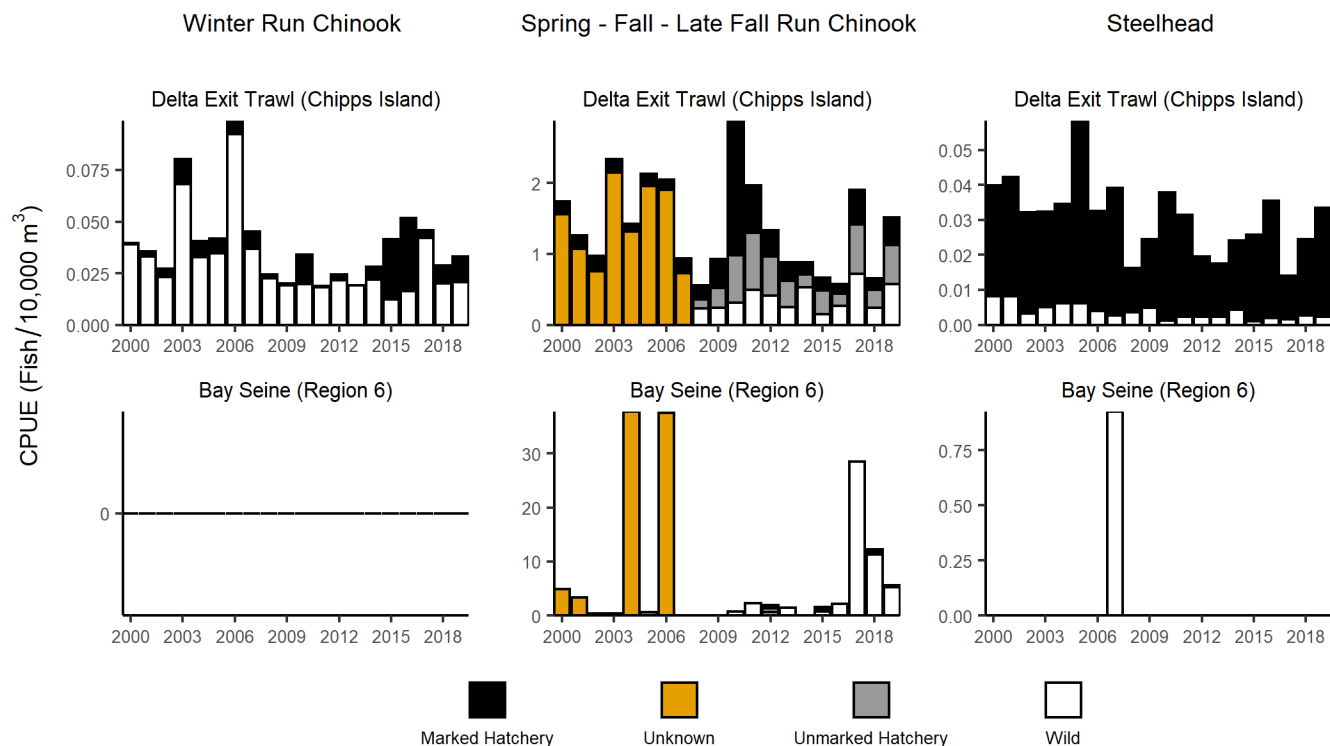 Winter Run Chinook
Spring - Fall - Late Fall Run Chinook
Steelhead
CPUE (Fish/10,000 m³)
Delta Exit Trawl (Chipps Island)
0.075
0.050
0.025
0.000
2000 2003 2006 2009 2012 2015 2018
Delta Exit Trawl (Chipps Island)
2
1
0
2000 2003 2006 2009 2012 2015 2018
Delta Exit Trawl (Chipps Island)
0.05
0.04
0.03
0.02
0.01
0.00
2000 2003 2006 2009 2012 2015 2018
Bay Seine (Region 6)
0
2000 2003 2006 2009 2012 2015 2018
Bay Seine (Region 6)
30
20
10
0
2000 2003 2006 2009 2012 2015 2018
Bay Seine (Region 6)
0.75
0.50
0.25
0.00
2000 2003 2006 2009 2012 2015 2018
Marked Hatchery
Unknown
Unmarked Hatchery
Wild